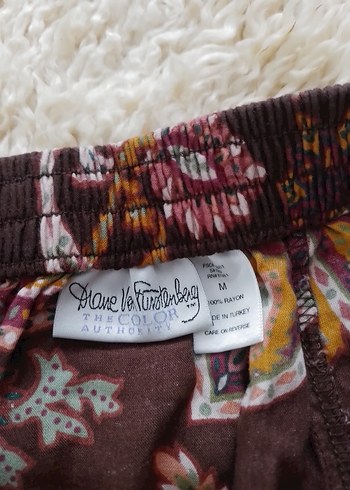 Diane Von Furstenberg
THE COLOR
AUTHORITY
M
100% RAYON
DE IN TURKEY
CARE ON REVERSE